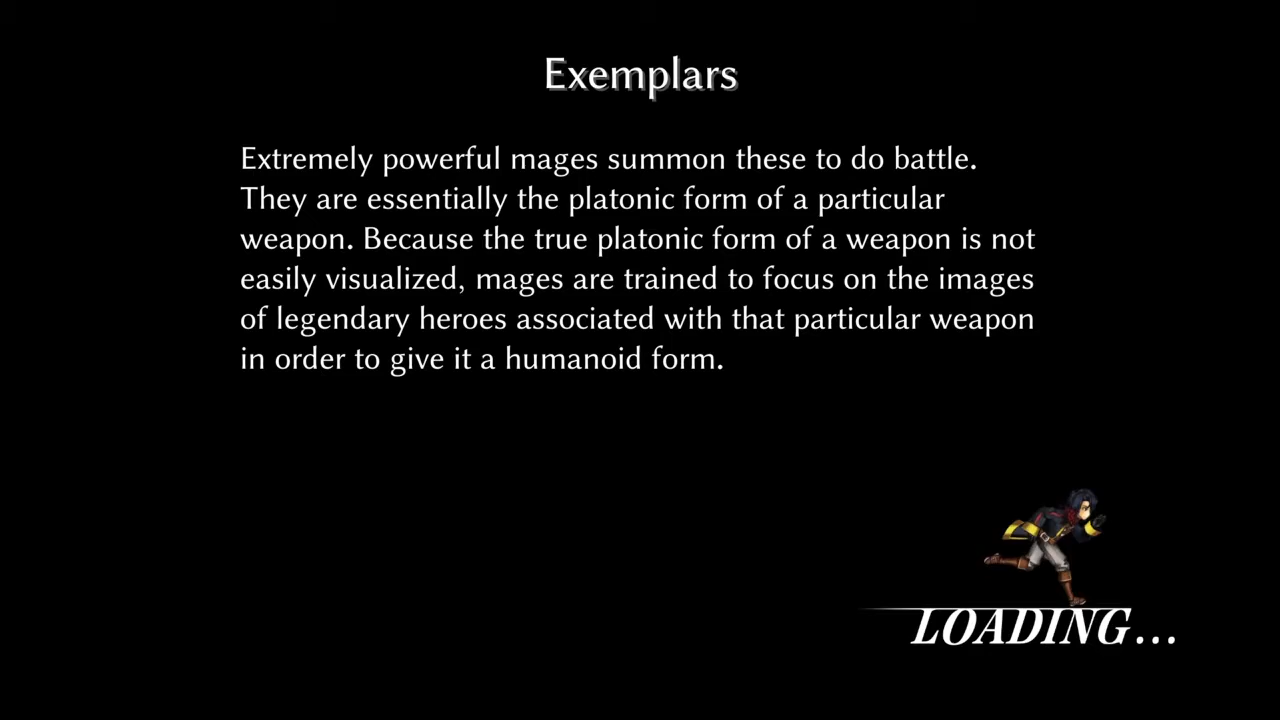 Exemplars
Extremely powerful mages summon these to do battle.
They are essentially the platonic form of a particular
weapon. Because the true platonic form of a weapon is not
easily visualized, mages are trained to focus on the images
of legendary heroes associated with that particular weapon
in order to give it a humanoid form.
LOADING...